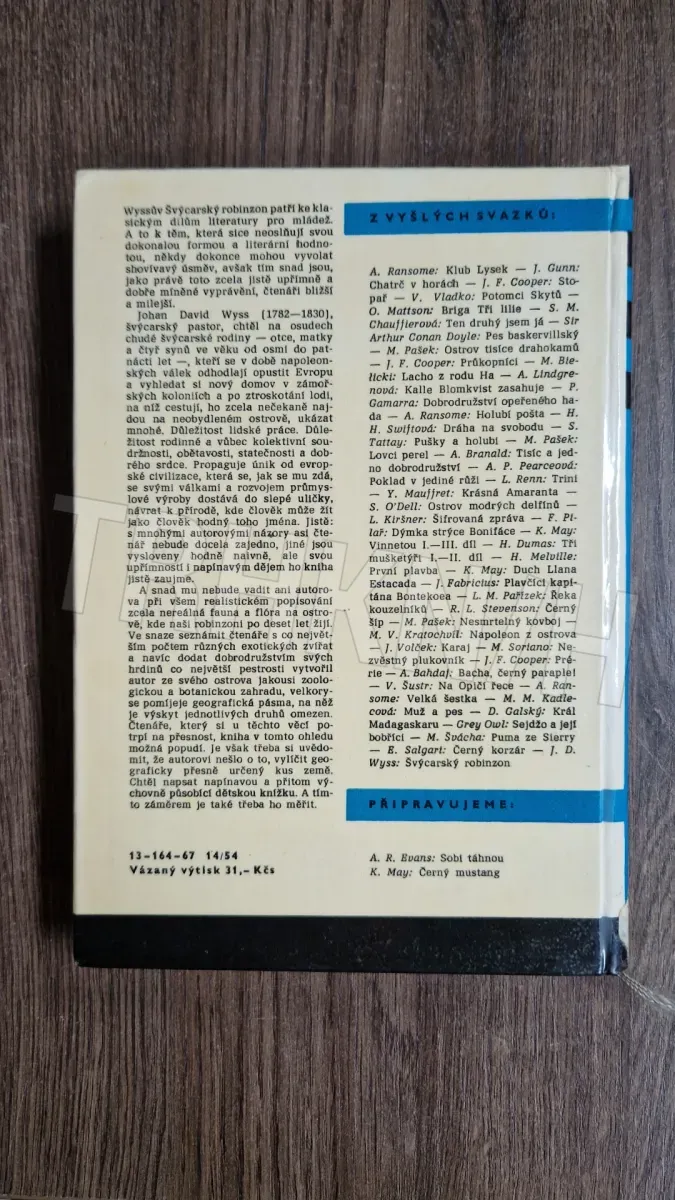 Wyssův Švýcarský robinzon patří ke kla-
sickým dílům literatury pro mládež.
A to k těm, která sice neoslňují svou
dokonalou formou a literární hodno-
tou, někdy dokonce mohou vyvolat
shovívavý úsměv, avšak tím snad jsou,
jako právě toto zcela jistě upřímně a
dobře míněné vyprávění, čtenáři bližší
a milejší.
Johan David Wyss (1782—1830),
švýcarský pastor, chtěl na osudech
chudé švýcarské rodiny — otce, matky
a čtyř synů ve věku od osmi do pat-
nácti let —, kteří se v době napoleon-
ských válek odhodlají opustit Evropu
a vyhledat si nový domov v zámoř-
ských koloniích a po ztroskotání lodi,
na níž cestují, ho zcela nečekaně naj-
dou na neobydleném ostrově, ukázat
mnohé. Důležitost lidské práce. Důle-
žitost rodinné a vůbec kolektivní sou-
držnosti, obětavosti, statečnosti a dob-
rého srdce. Propaguje únik od evrop-
ské civilizace, která se, jak se mu zdá,
se svými válkami a rozvojem průmys-
lové výroby dostává do slepé uličky,
návrat k přírodě, kde člověk může žít
jako člověk hodný toho jména. Jistě:
s mnohými autorovými názory asi čte-
nář nebude docela zajedno, jiné jsou
vysloveny hodně naivně, ale svou
upřímností i napínavým dějem ho kniha
jistě zaujme.
A snad mu nebude vadit ani autoro-
va při všem realistickém popisování
zcela nereálná fauna a flóra na ostro-
vě, kde naši robinzoni po deset let žijí.
Ve snaze seznámit čtenáře s co největ-
ším počtem různých exotických zvířat
a navíc dodat dobrodružstvím svých
hrdinů co největší pestrosti vytvořil
autor ze svého ostrova jakousi zoolo-
gickou a botanickou zahradu, velkory-
se pomíjeje geografická pásma, na něž
je výskyt jednotlivých druhů omezen.
Čtenáře, který si u těchto věcí po-
trpí na přesnost, kniha v tomto ohledu
možná popudí. Je však třeba si uvědo-
mit, že autorovi nešlo o to, vylíčit geo-
graficky přesně určený kus země.
Chtěl napsat napínavou a přitom vý-
chovně působící dětskou knížku. A tím-
to záměrem je také třeba ho měřit.
13—164—67 14/54
Vázaný výtisk 31,— Kčs
Z VYŠLÝCH SVAZKŮ:
A. Ransome: Klub Lysek — J. Gunn:
Chatrč v horách — J. F. Cooper: Sto-
pař — V. Vladko: Potomci Skytů —
O. Mattson: Briga Tři lilie — S. M.
Chauffierová: Ten druhý jsem já — Sir
Arthur Conan Doyle: Pes baskervillský
— M. Pašek: Ostrov tisíce drahokamů
— J. F. Cooper: Průkopníci — M. Bie-
licki: Lacho z rodu Ha — A. Lindgre-
nová: Kalle Blomkvist zasahuje — P.
Gamarra: Dobrodružství opeřeného ha-
da — A. Ransome: Holubí pošta — H.
H. Swiftová: Dráha na svobodu — S.
Tattay: Pušky a holubi — M. Pašek:
Lovci perel — A. Branald: Tisíc a jed-
no dobrodružství — A. P. Pearceová:
Poklad v jediné růži — L. Renn: Trini
— Y. Mauffret: Krásná Amaranta —
S. O'Dell: Ostrov modrých delfínů —
L. Kiršner: Šifrovaná zpráva — F. Pi-
lař: Dýmka strýce Bonifáce — K. May:
Vinnetou I.—III. díl — H. Dumas: Tři
mušketýři I.—II. díl — H. Melville:
První plavba — K. May: Duch Llana
Estacada — J. Fabricius: Plavčíci kapi-
tána Bontekoea — L. M. Pařízek: Řeka
kouzelníků — R. L. Stevenson: Černý
šíp — M. Pašek: Nesmrtelný kovboj —
M. V. Kratochvíl: Napoleon z ostrova
— J. Volček: Karaj — M. Soriano: Ne-
zvěstný plukovník — J. F. Cooper: Pré-
rie — A. Bahdaj: Bacha, černý paraple!
— V. Šustr: Na Opičí řece — A. Ran-
some: Velká šestka — M. M. Kadle-
cová: Muž a pes — D. Galský: Král
Madagaskaru — Grey Owl: Sejdžo a její
bobříci — M. Švácha: Puma ze Sierry
— E. Salgari: Černý korzár — J. D.
Wyss: Švýcarský robinzon
PŘIPRAVUJEME:
A. R. Evans: Sobi táhnou
K. May: Černý mustang